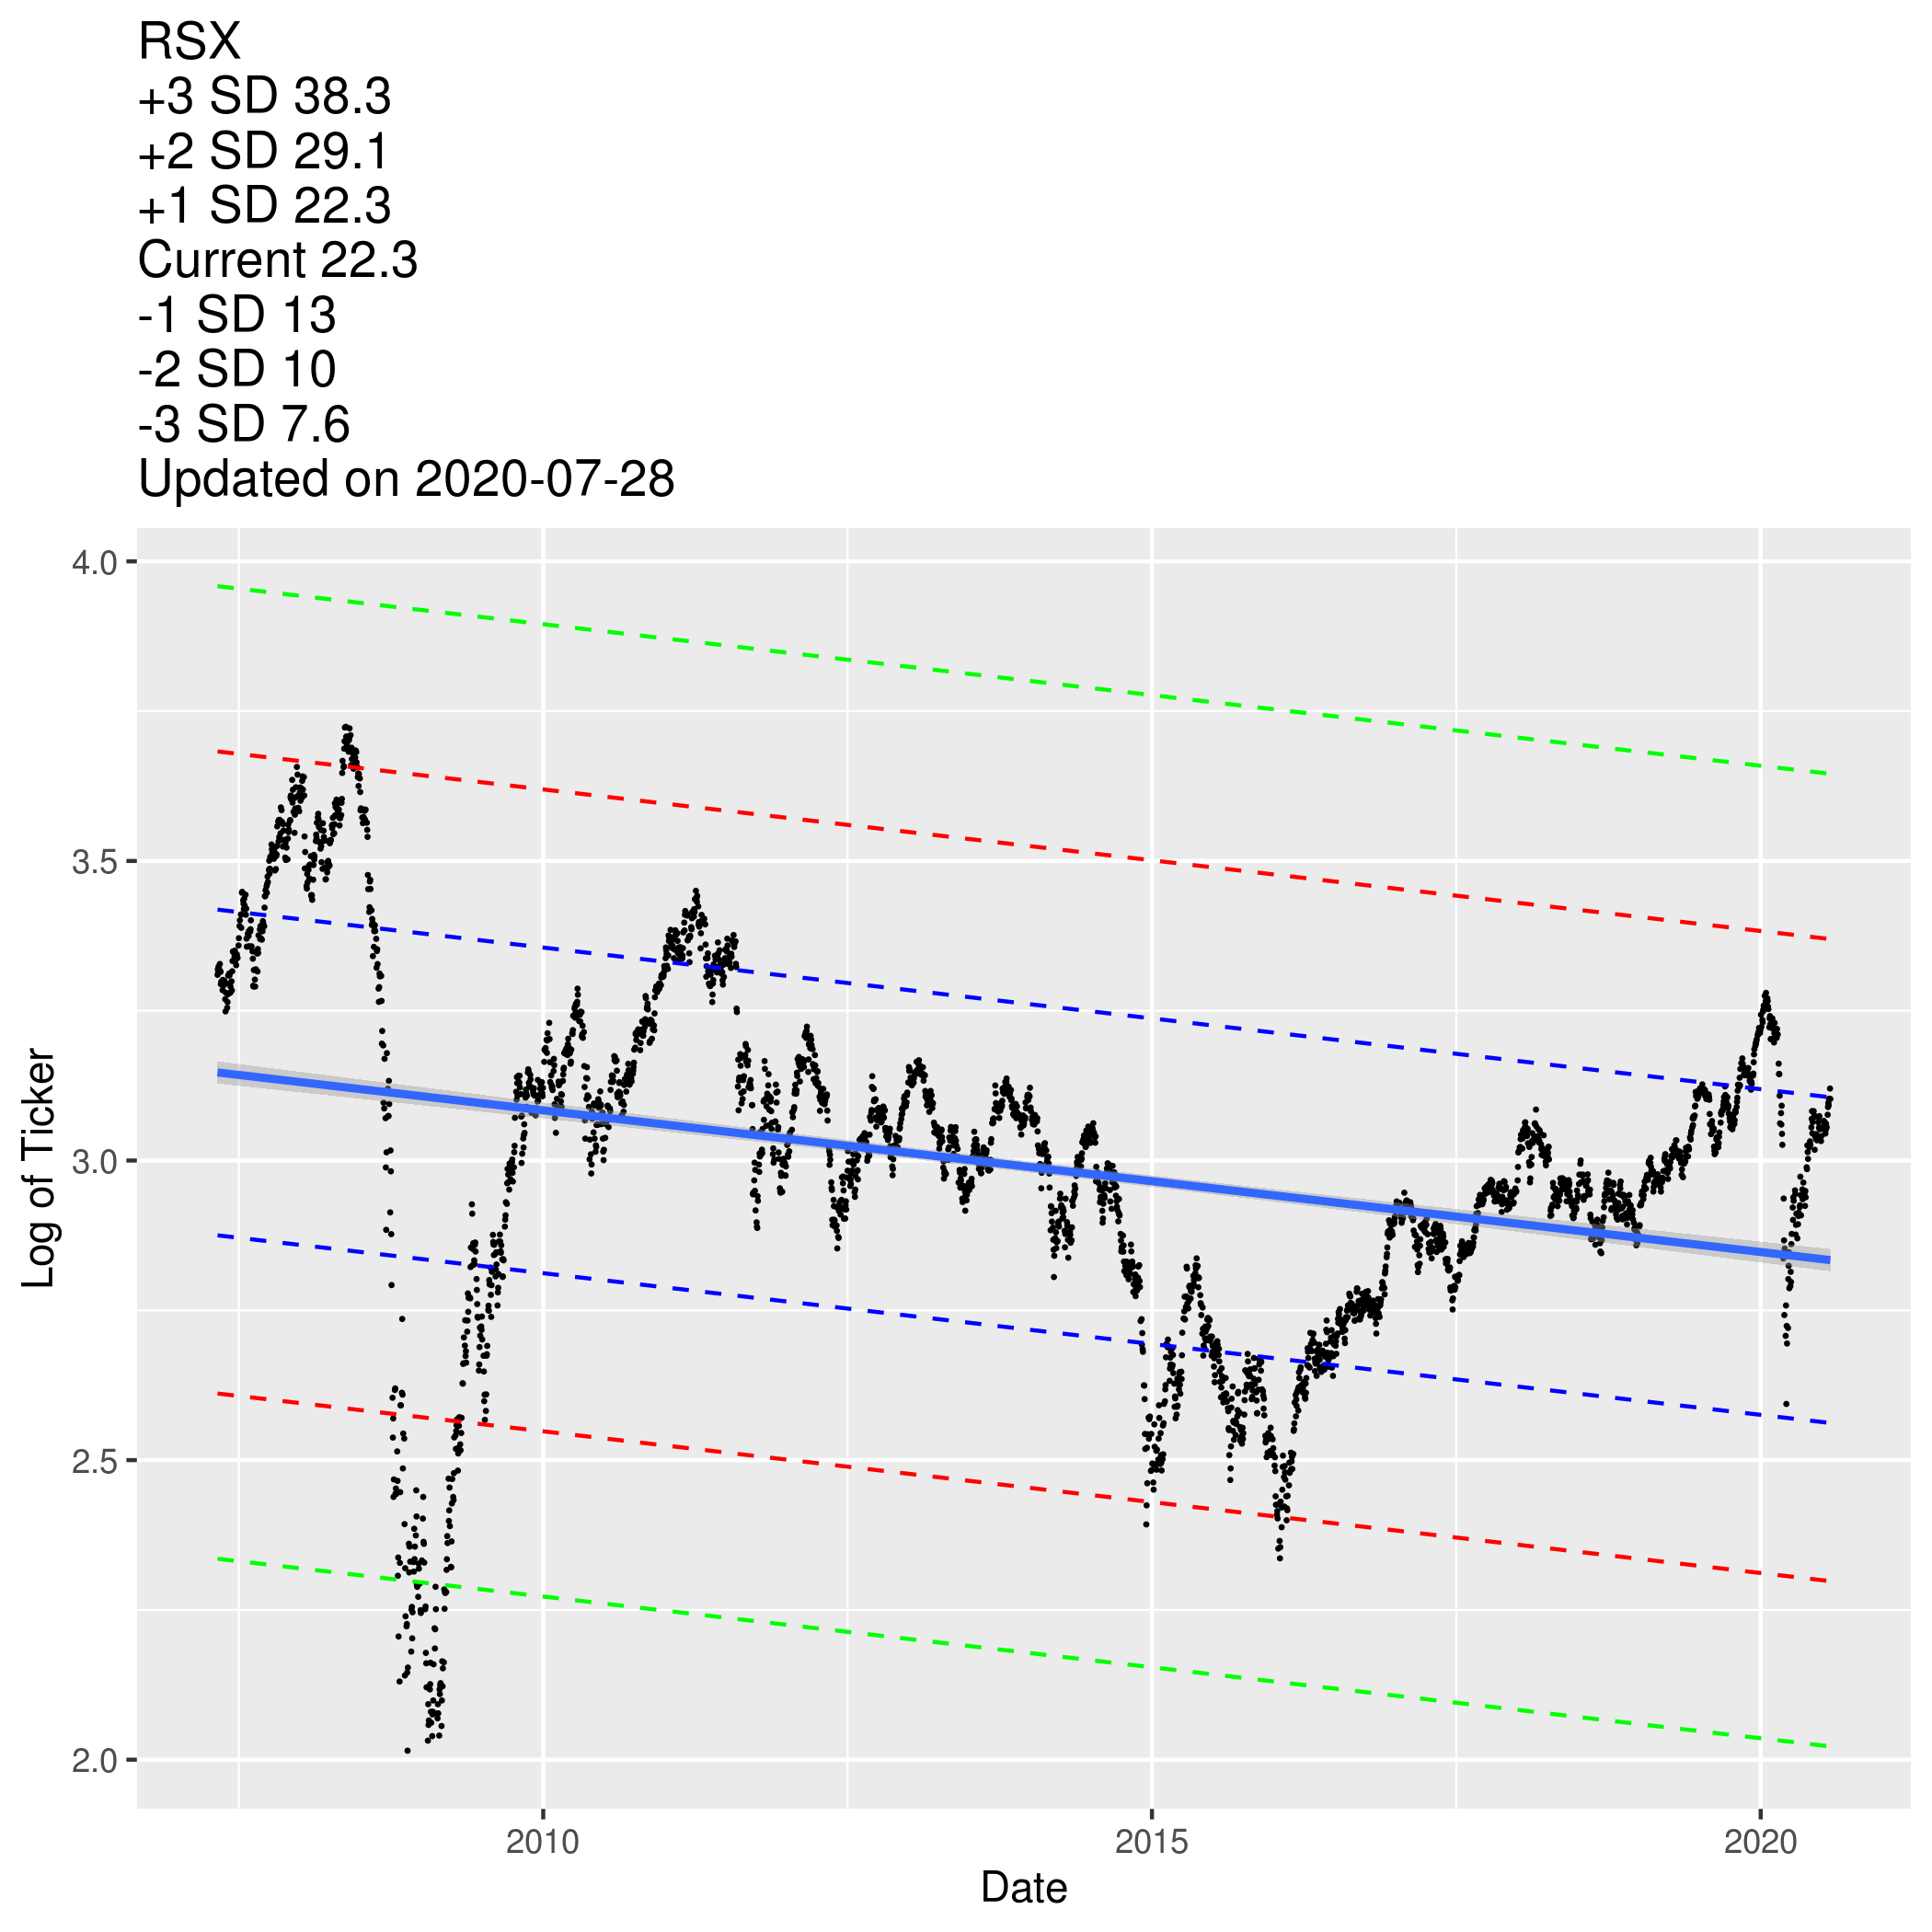 RSX
+3 SD 38.3
+2 SD 29.1
+1 SD 22.3
Current 22.3
-1 SD 13
-2 SD 10
-3 SD 7.6
Updated on 2020-07-28
4.0
3.5
3.0
2.5
2.0
Log of Ticker
2010
2015
2020
Date